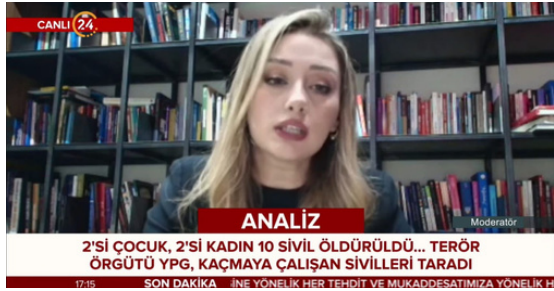 CANLI 24
ANALİZ
Moderatör
2'Sİ ÇOCUK, 2'Sİ KADIN 10 SİVİL ÖLDÜRÜLDÜ... TERÖR
ÖRGÜTÜ YPG, KAÇMAYA ÇALIŞAN SİVİLLERİ TARADI
17:15 SON DAKİKA -SİNE YÖNELİK HER TEHDİT VE MUKADDESATIMIZA YÖNELİK H